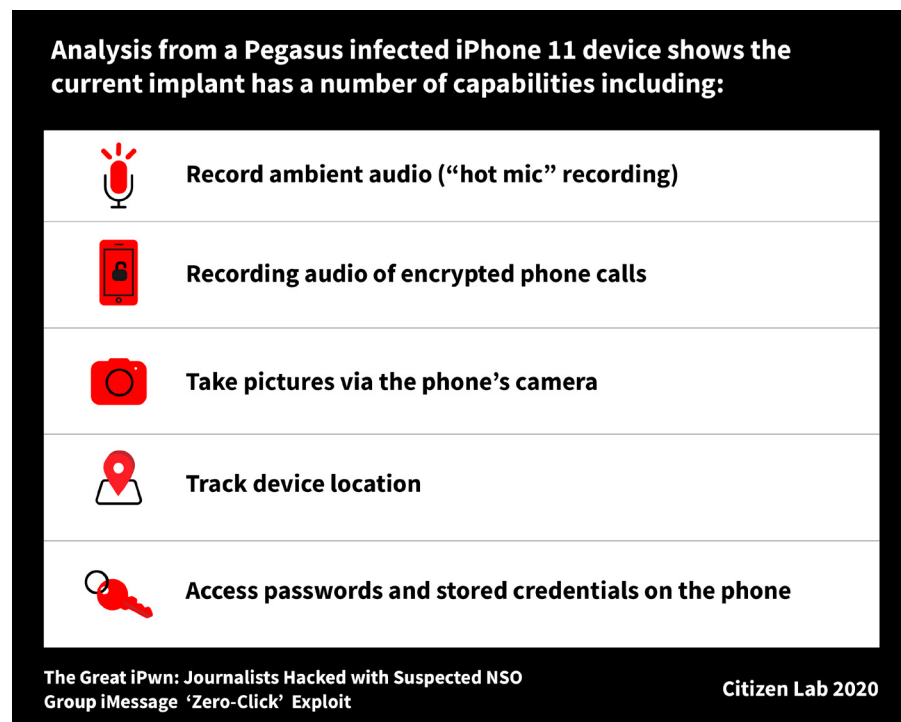 Analysis from a Pegasus infected iPhone 11 device shows the
current implant has a number of capabilities including:
Record ambient audio (“hot mic” recording)
Recording audio of encrypted phone calls
Take pictures via the phone’s camera
Track device location
Access passwords and stored credentials on the phone
The Great iPwn: Journalists Hacked with Suspected NSO
Group iMessage ‘Zero-Click’ Exploit
Citizen Lab 2020